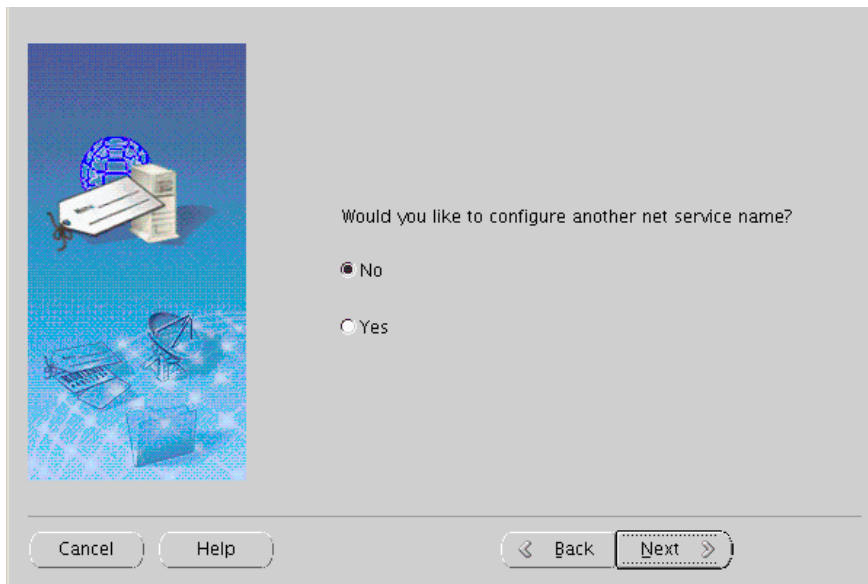 Would you like to configure another net service name?
No
Yes
Cancel
Help
Back
Next